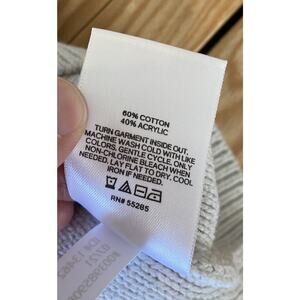 60% COTTON
40% ACRYLIC
TURN GARMENT INSIDE OUT.
MACHINE WASH COLD WITH LIKE
COLORS, GENTLE CYCLE. ONLY
NON-CHLORINE BLEACH WHEN
NEEDED. LAY FLAT TO DRY. COOL
IRON IF NEEDED.
RN# 55285